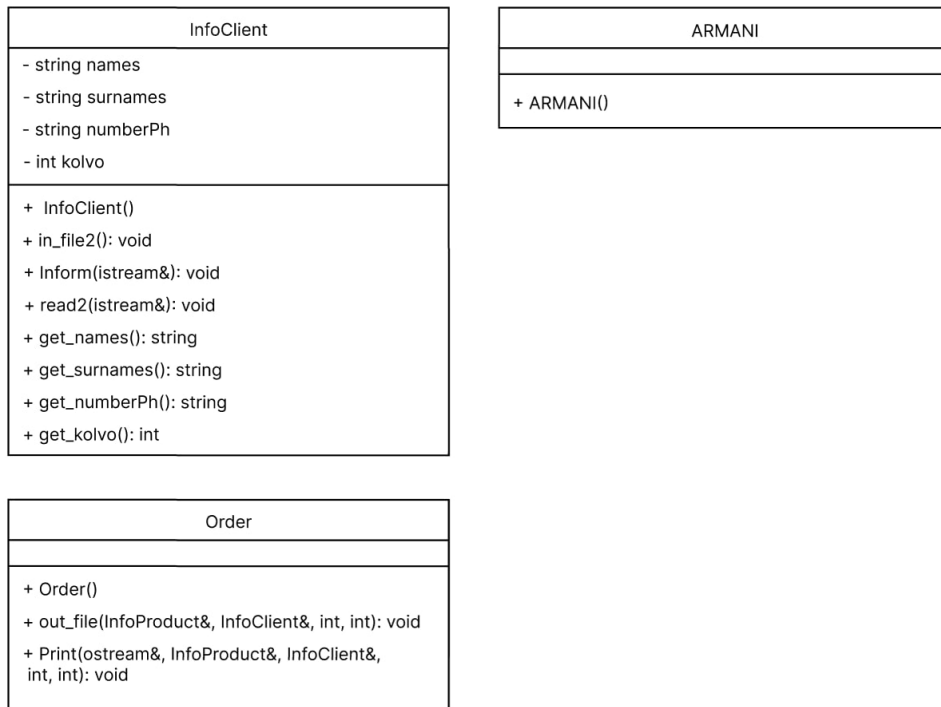 InfoClient
- string names
- string surnames
- string numberPh
- int kolvo
+ InfoClient()
+ in_file2(): void
+ Inform(istream&): void
+ read2(istream&): void
+ get_names(): string
+ get_surnames(): string
+ get_numberPh(): string
+ get_kolvo(): int
ARMANI
+ ARMANI()
Order
+ Order()
+ out_file(InfoProduct&, InfoClient&, int, int): void
+ Print(ostream&, InfoProduct&, InfoClient&,
int, int): void